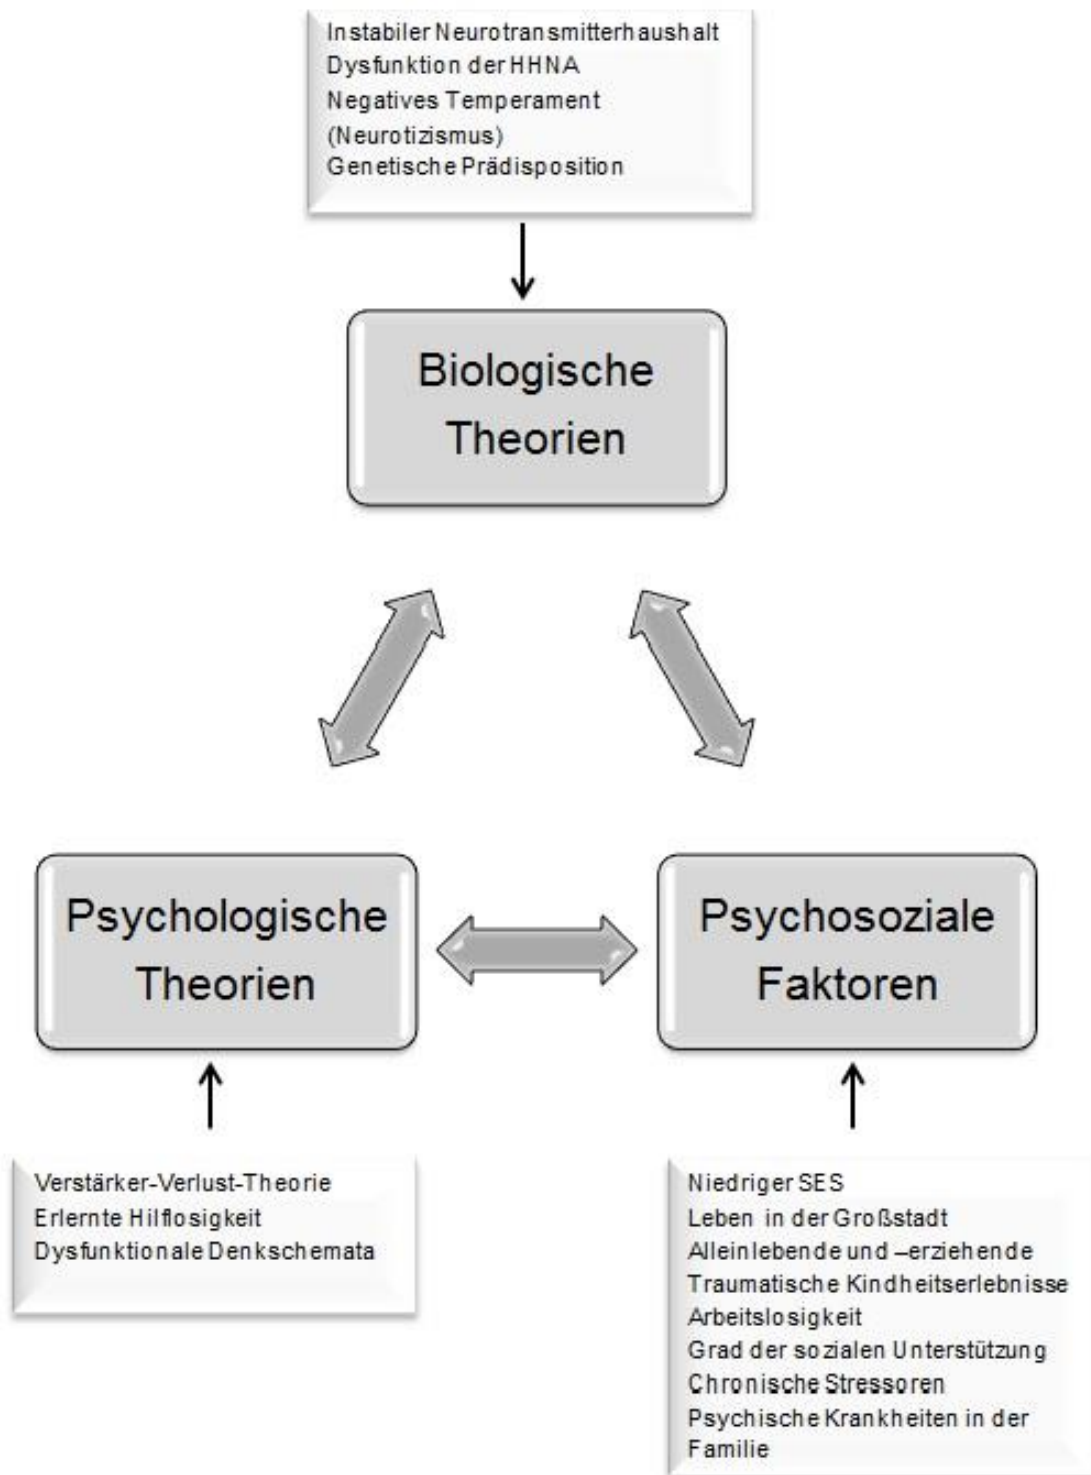 Instabiler Neurotransmitterhaushalt
Dysfunktion der HHNA
Negatives Temperament
(Neurotizismus)
Genetische Prädisposition
Biologische
Theorien
Psychologische
Theorien
Psychosoziale
Faktoren
Verstärker-Verlust-Theorie
Erlernte Hilflosigkeit
Dysfunktionale Denkschemata
Niedriger SES
Leben in der Großstadt
Alleinlebende und –erziehende
Traumatische Kindheitserlebnisse
Arbeitslosigkeit
Grad der sozialen Unterstützung
Chronische Stressoren
Psychische Krankheiten in der
Familie